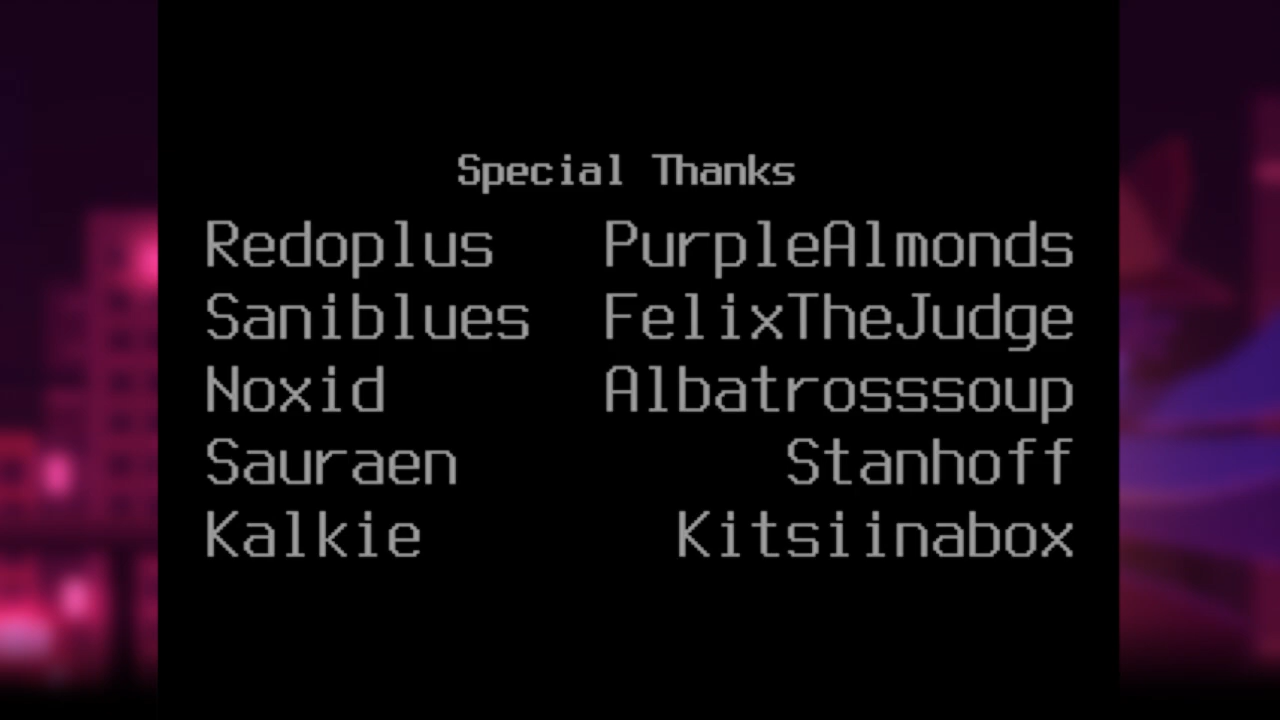 Special Thanks
Redoplus PurpleAlmonds
Saniblues FelixTheJudge
Noxid Albatrosssoup
Sauraen Stanhoff
Kalkie Kitsiinabox